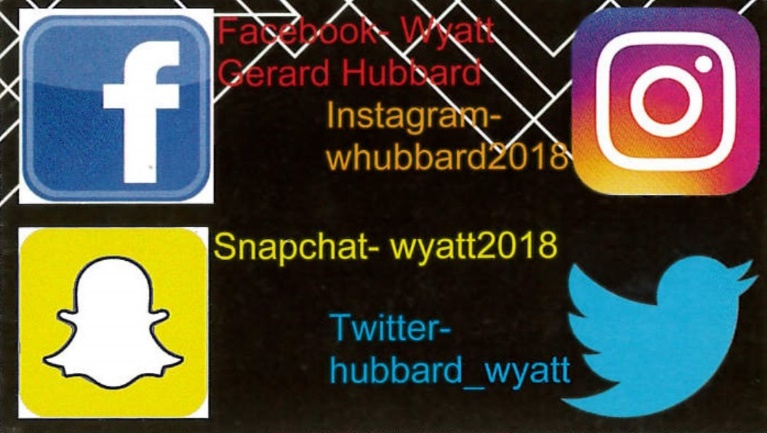 Facebook- Wyatt
Gerard Hubbard
Instagram-
whubbard2018
Snapchat- wyatt2018
Twitter-
hubbard_wyatt